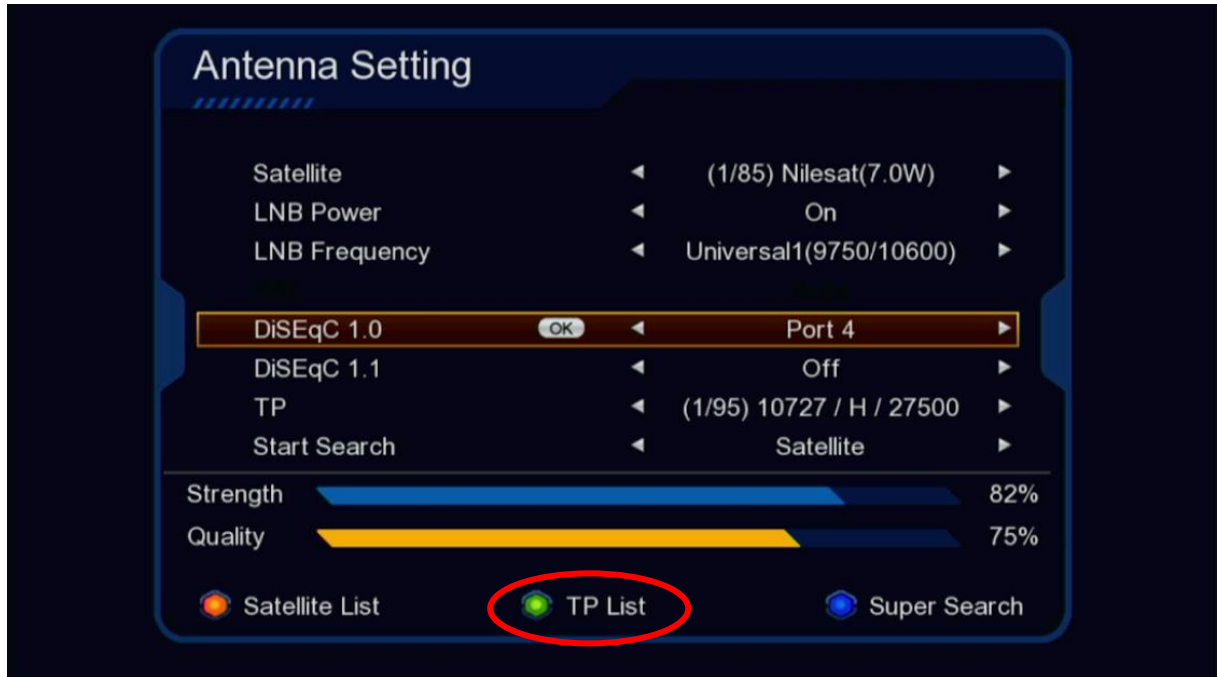 Antenna Setting
Satellite ◄ (1/85) Nilesat(7.0W) ►
LNB Power ◄ On ►
LNB Frequency ◄ Universal1(9750/10600) ►
DiSEqC 1.0 OK ◄ Port 4 ►
DiSEqC 1.1 ◄ Off ►
TP ◄ (1/95) 10727 / H / 27500 ►
Start Search ◄ Satellite ►
Strength 82%
Quality 75%
Satellite List TP List Super Search